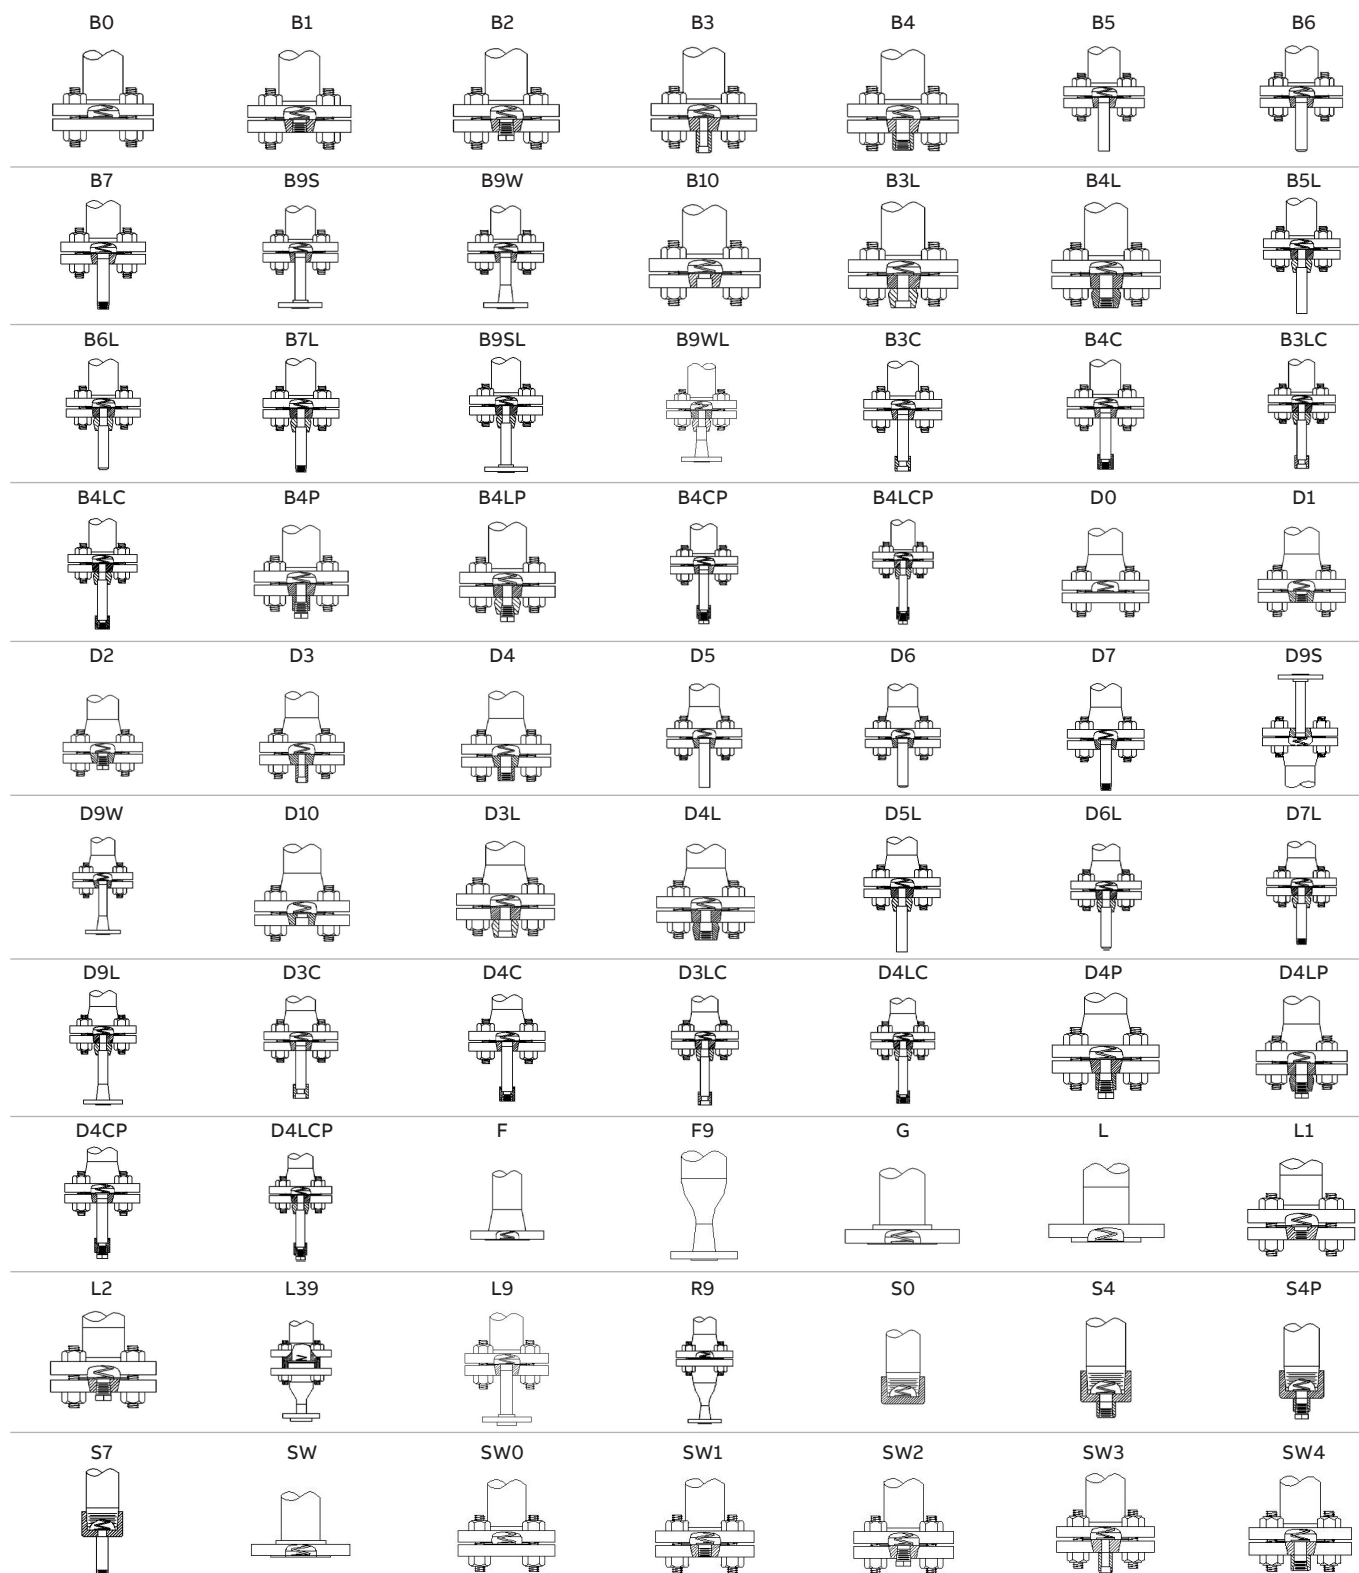 B0 B1 B2 B3 B4 B5 B6
B7 B9S B9W B10 B3L B4L B5L
B6L B7L B9SL B9WL B3C B4C B3LC
B4LC B4P B4LP B4CP B4LCP D0 D1
D2 D3 D4 D5 D6 D7 D9S
D9W D10 D3L D4L D5L D6L D7L
D9L D3C D4C D3LC D4LC D4P D4LP
D4CP D4LCP F F9 G L L1
L2 L39 L9 R9 S0 S4 S4P
S7 SW SW0 SW1 SW2 SW3 SW4